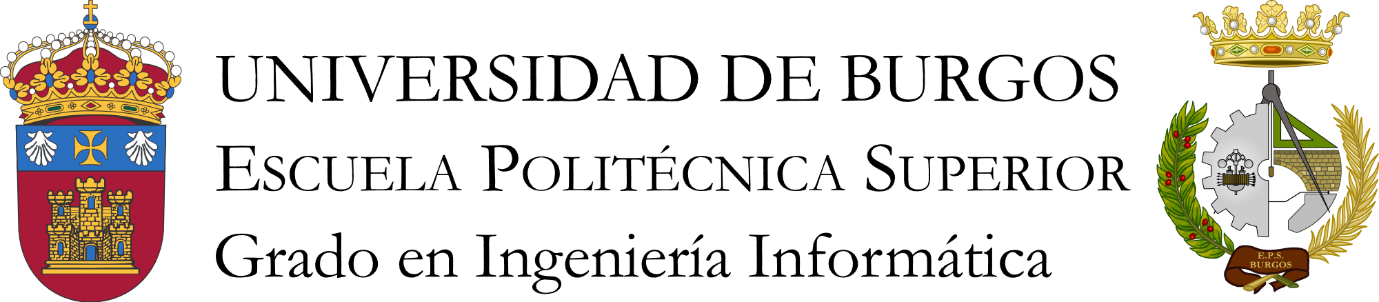 UNIVERSIDAD DE BURGOS
ESCUELA POLITÉCNICA SUPERIOR
Grado en Ingeniería Informática
E.P.S.
BURGOS